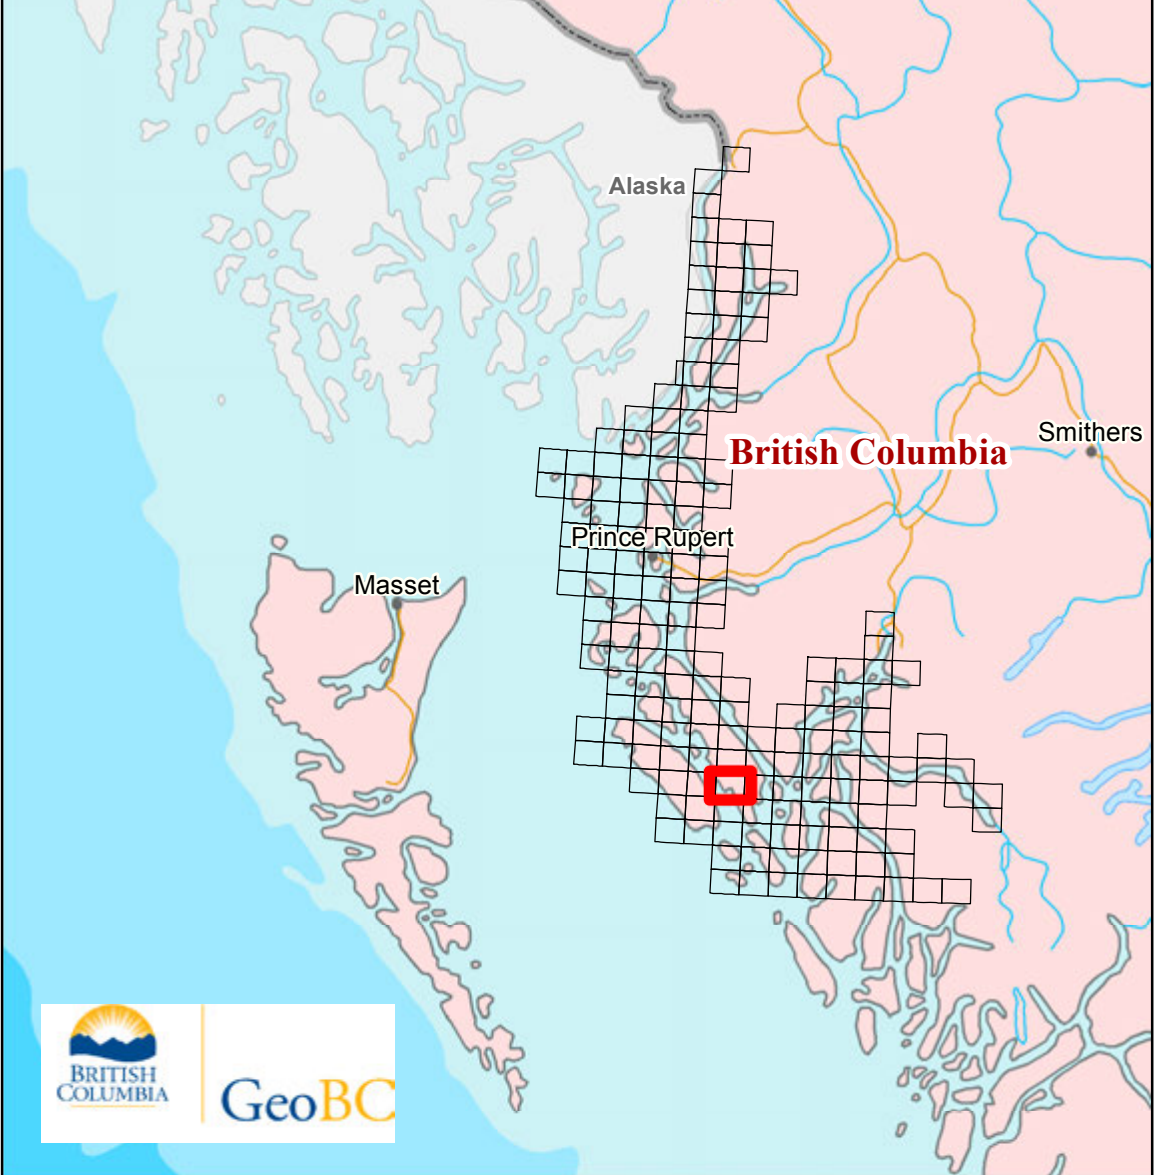 Alaska
Smithers
British Columbia
Prince Rupert
Masset
BRITISH
COLUMBIA
GeoBC